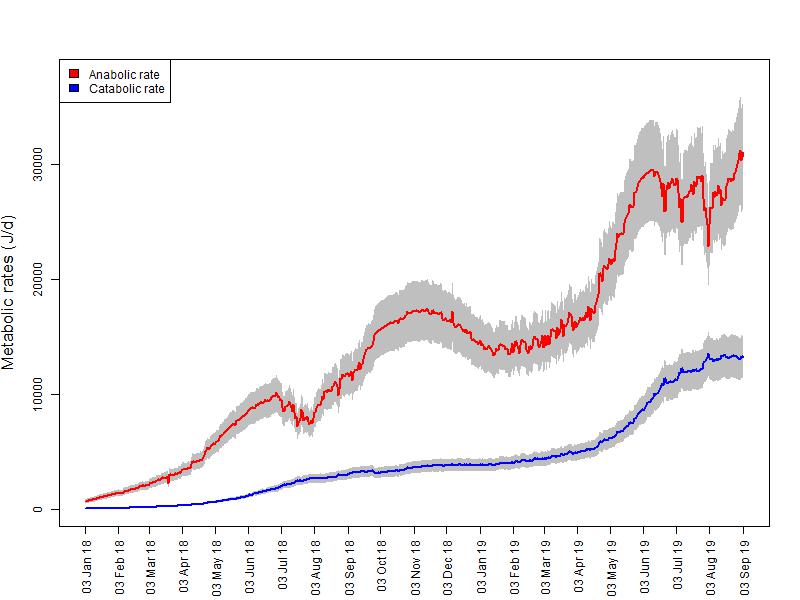 Anabolic rate
Catabolic rate
Metabolic rates (J/d)
30000
20000
10000
0
03 Jan 18
03 Feb 18
03 Mar 18
03 Apr 18
03 May 18
03 Jun 18
03 Jul 18
03 Aug 18
03 Sep 18
03 Oct 18
03 Nov 18
03 Dec 18
03 Jan 19
03 Feb 19
03 Mar 19
03 Apr 19
03 May 19
03 Jun 19
03 Jul 19
03 Aug 19
03 Sep 19